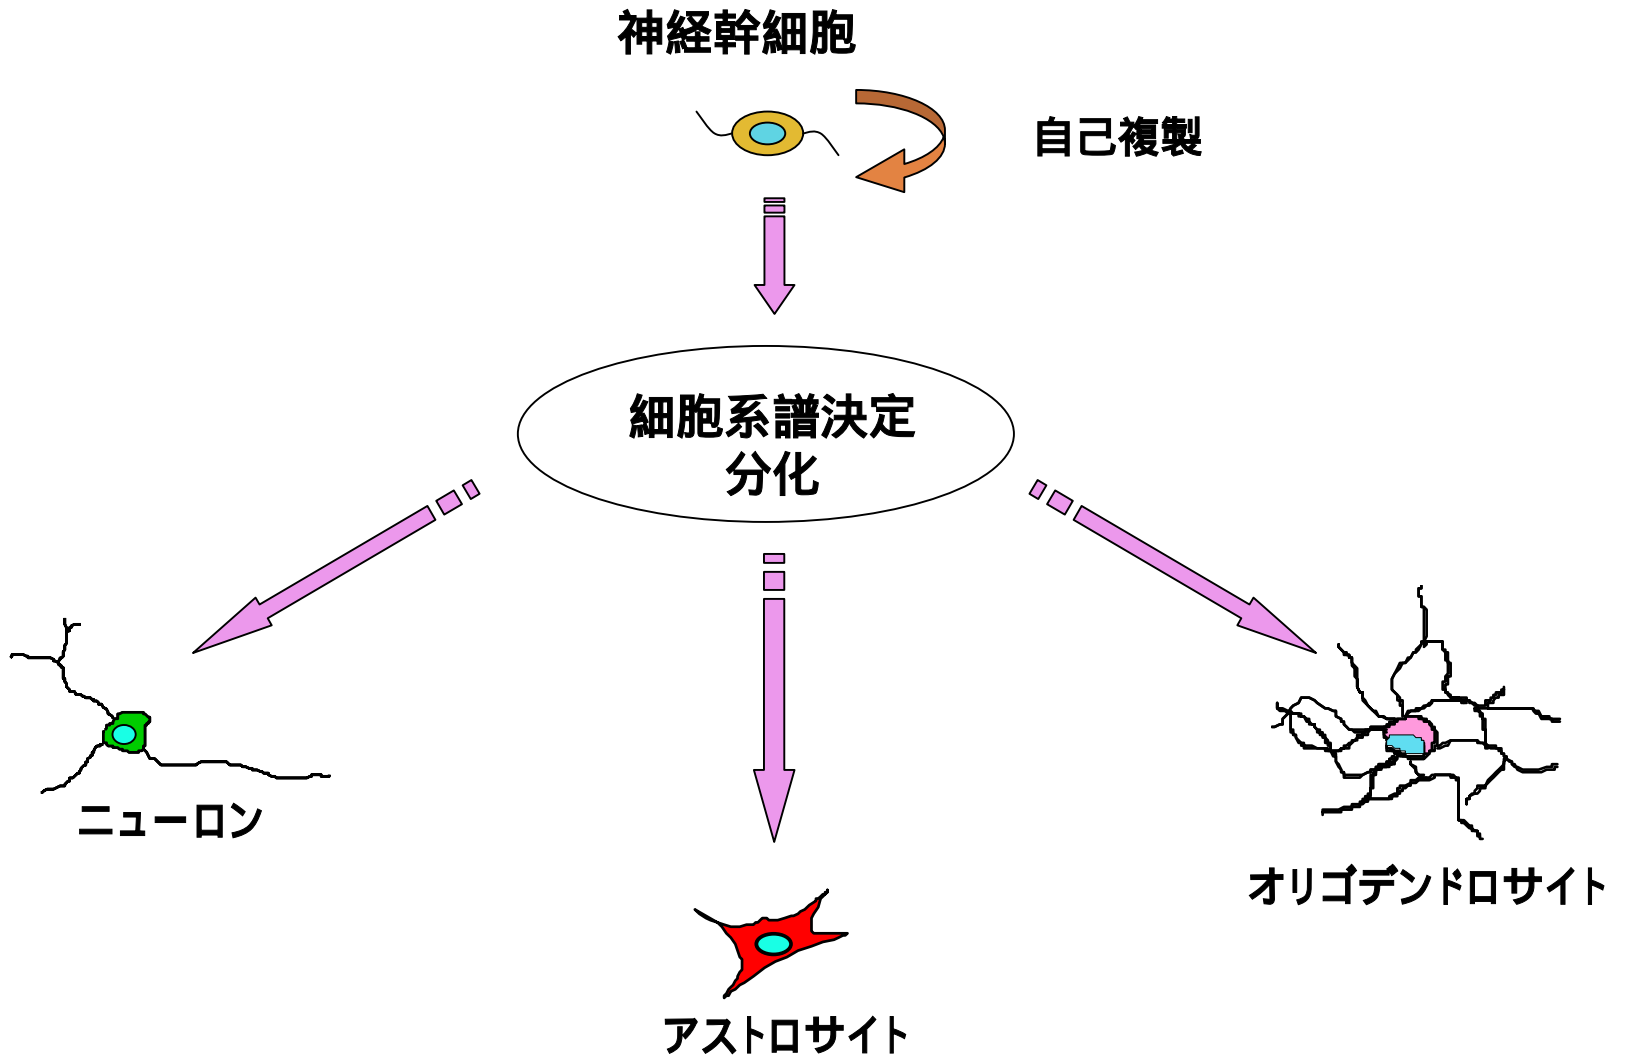 神経幹細胞
自己複製
細胞系譜決定
分化
ニューロン
オリゴデンドロサイト
アストロサイト